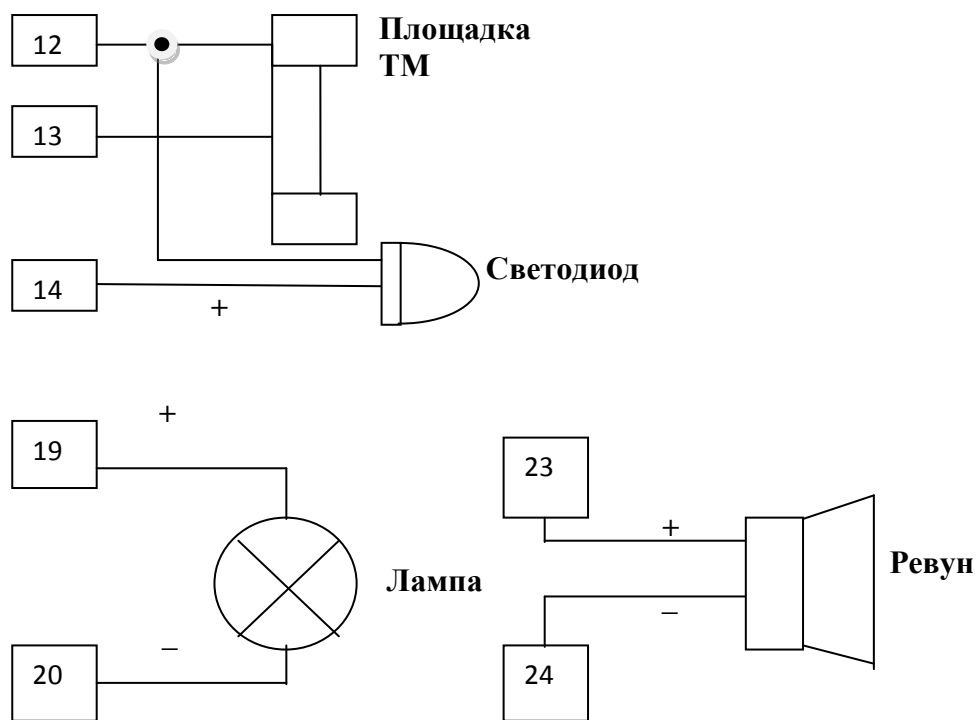 12
Площадка
ТМ
13
14
+
Светодиод
19
+
23
+
Лампа
Ревун
20
–
24
–